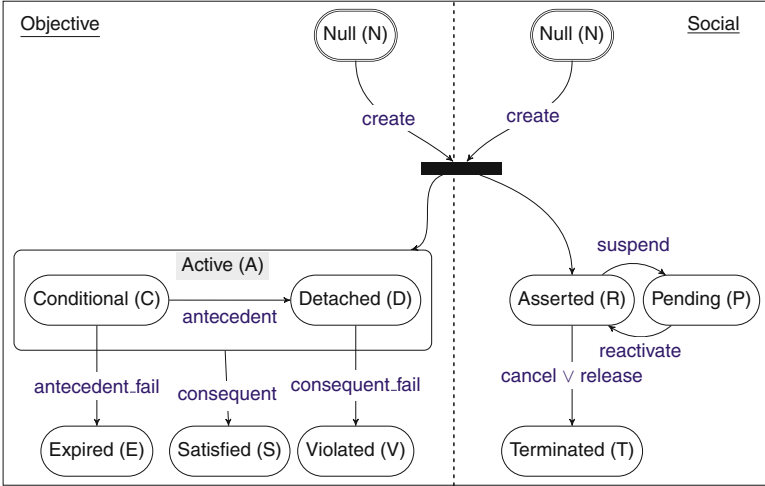 Objective
Null (N)
Null (N)
Social
create
create
Active (A)
suspend
Conditional (C)
Detached (D)
Asserted (R)
Pending (P)
antecedent
reactivate
antecedent_fail
consequent
consequent_fail
cancel ∨ release
Expired (E)
Satisfied (S)
Violated (V)
Terminated (T)